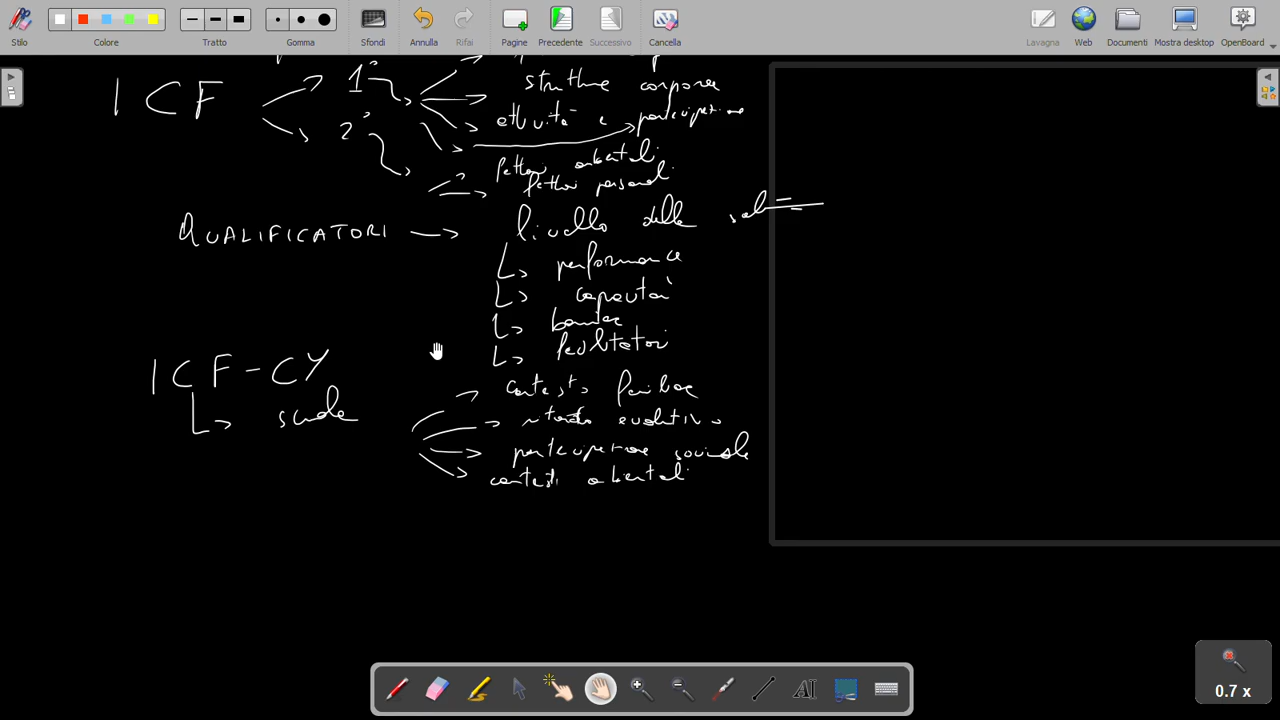 Stilo
Colore
Tratto
Gomma
Sfondi
Annulla
Rifai
Pagine
Precedente
Successivo
Cancella
Lavagna
Web
Documenti
Mostra desktop
OpenBoard
ICF
1°
2°
strutture corporee
attività e partecipazione
fattori ambientali
fattori personali
QUALIFICATORI → livello della salute
performance
capacità
barriere
facilitatori
ICF-CY
scuola
contesto familiare
ritardo evolutivo
partecipazione sociale
contesti ambientali
0.7 x